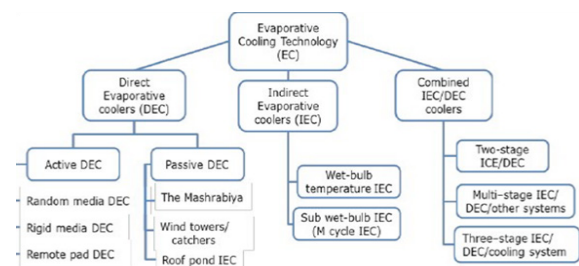 Evaporative
Cooling Technology
(EC)
Direct
Evaporative
coolers (DEC)
Indirect
Evaporative
coolers (IEC)
Combined
IEC/DEC
coolers
Active DEC
Passive DEC
Random media DEC
Rigid media DEC
Remote pad DEC
The Mashrabiya
Wind towers/
catchers
Roof pond IEC
Wet-bulb
temperature IEC
Sub wet-bulb IEC
(M cycle IEC)
Two-stage
ICE/DEC
Multi-stage IEC/
DEC/other systems
Three-stage IEC/
DEC/cooling system